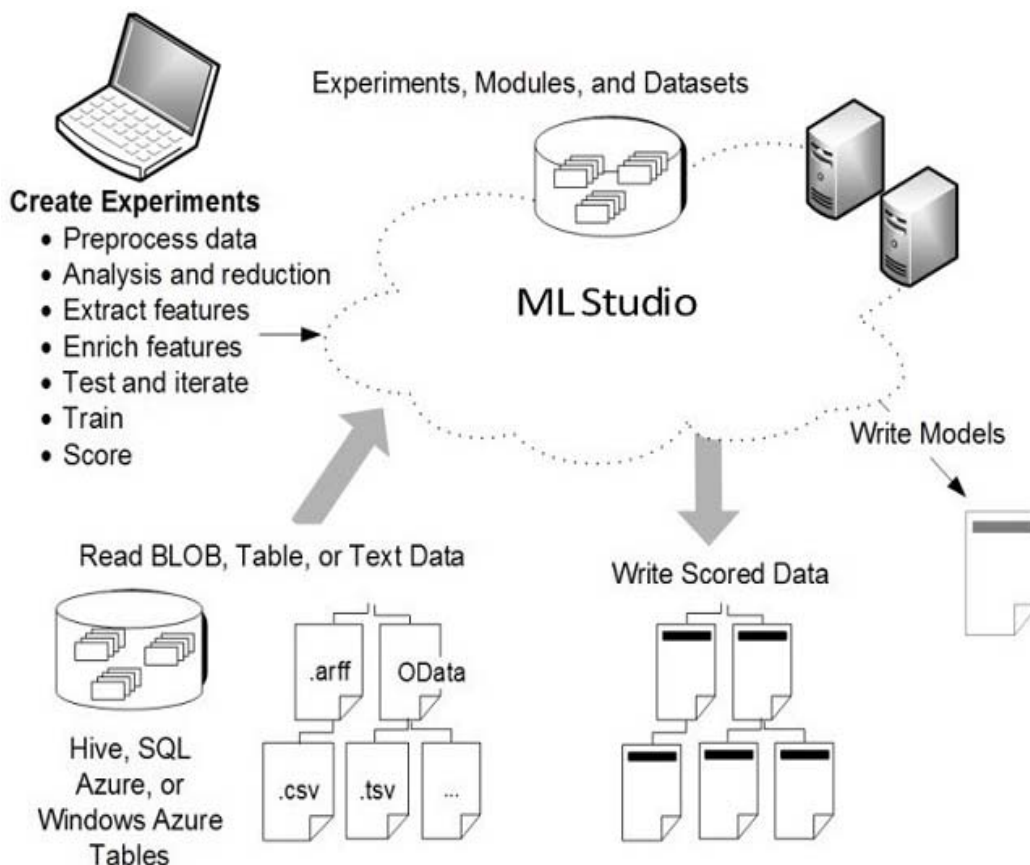 Experiments, Modules, and Datasets
Create Experiments
• Preprocess data
• Analysis and reduction
• Extract features
• Enrich features
• Test and iterate
• Train
• Score
ML Studio
Write Models
Read BLOB, Table, or Text Data
Write Scored Data
.arff
OData
.csv
.tsv
...
Hive, SQL
Azure, or
Windows Azure
Tables